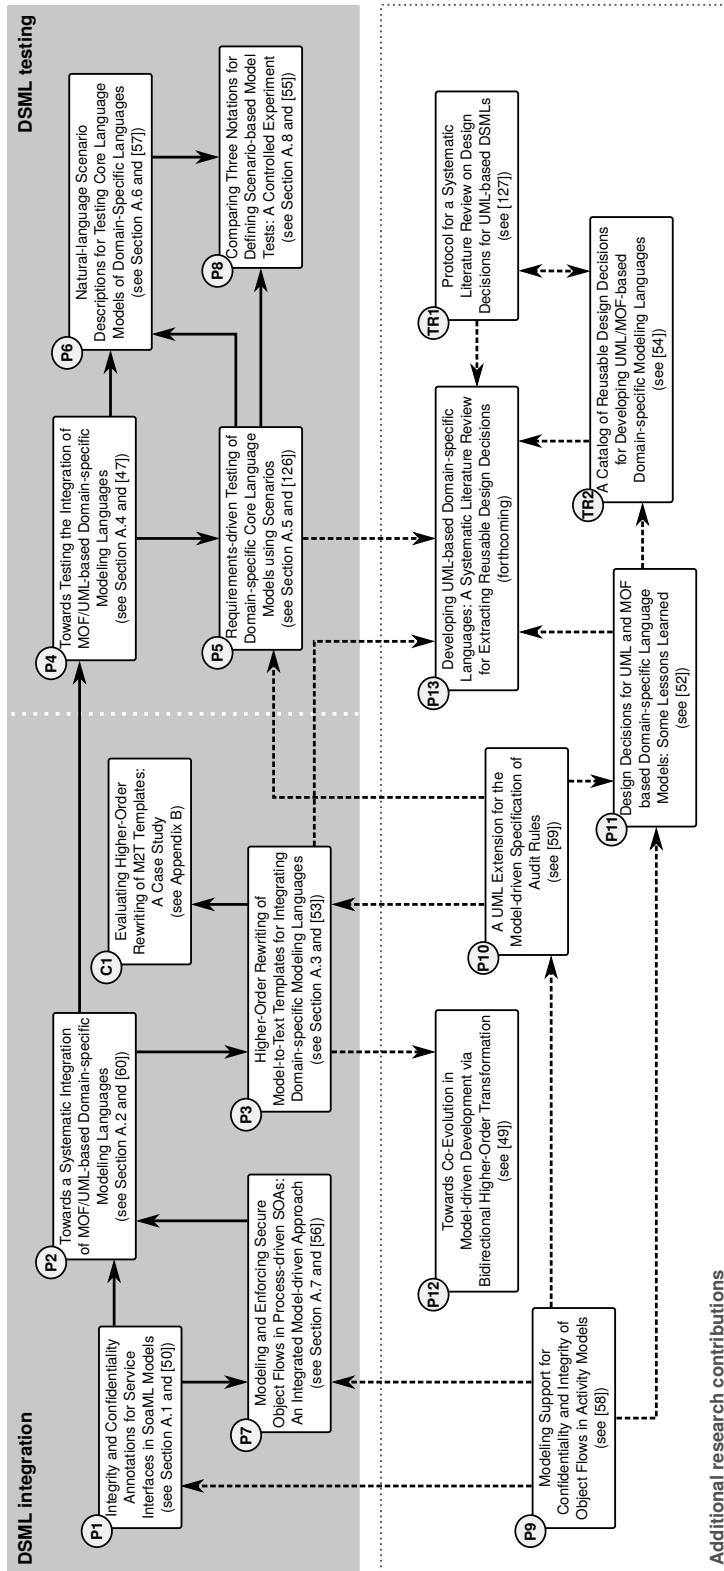 DSML integration
DSML testing
P1
Integrity and Confidentiality
Annotations for Service
Interfaces in SoaML Models
(see Section A.1 and [50])
P2
Towards a Systematic Integration
of MOF/UML-based Domain-specific
Modeling Languages
(see Section A.2 and [60])
P4
Towards Testing the Integration of
MOF/UML-based Domain-specific
Modeling Languages
(see Section A.4 and [47])
P6
Natural-language Scenario
Descriptions for Testing Core Language
Models of Domain-Specific Languages
(see Section A.6 and [57])
C1
Evaluating Higher-Order
Rewriting of M2T Templates:
A Case Study
(see Appendix B)
P7
Modeling and Enforcing Secure
Object Flows in Process-driven SOAs:
An Integrated Model-driven Approach
(see Section A.7 and [56])
P3
Higher-Order Rewriting of
Model-to-Text Templates for Integrating
Domain-specific Modeling Languages
(see Section A.3 and [53])
P5
Requirements-driven Testing of
Domain-specific Core Language
Models using Scenarios
(see Section A.5 and [126])
P8
Comparing Three Notations for
Defining Scenario-based Model
Tests: A Controlled Experiment
(see Section A.8 and [55])
P12
Towards Co-Evolution in
Model-driven Development via
Bidirectional Higher-Order Transformation
(see [49])
P13
Developing UML-based Domain-specific
Languages: A Systematic Literature Review
for Extracting Reusable Design Decisions
(forthcoming)
TR1
Protocol for a Systematic
Literature Review on Design
Decisions for UML-based DSMLs
(see [127])
P9
Modeling Support for
Confidentiality and Integrity of
Object Flows in Activity Models
(see [58])
P10
A UML Extension for the
Model-driven Specification of
Audit Rules
(see [59])
P11
Design Decisions for UML and MOF
based Domain-specific Language
Models: Some Lessons Learned
(see [52])
TR2
A Catalog of Reusable Design Decisions
for Developing UML/MOF-based
Domain-specific Modeling Languages
(see [54])
Additional research contributions